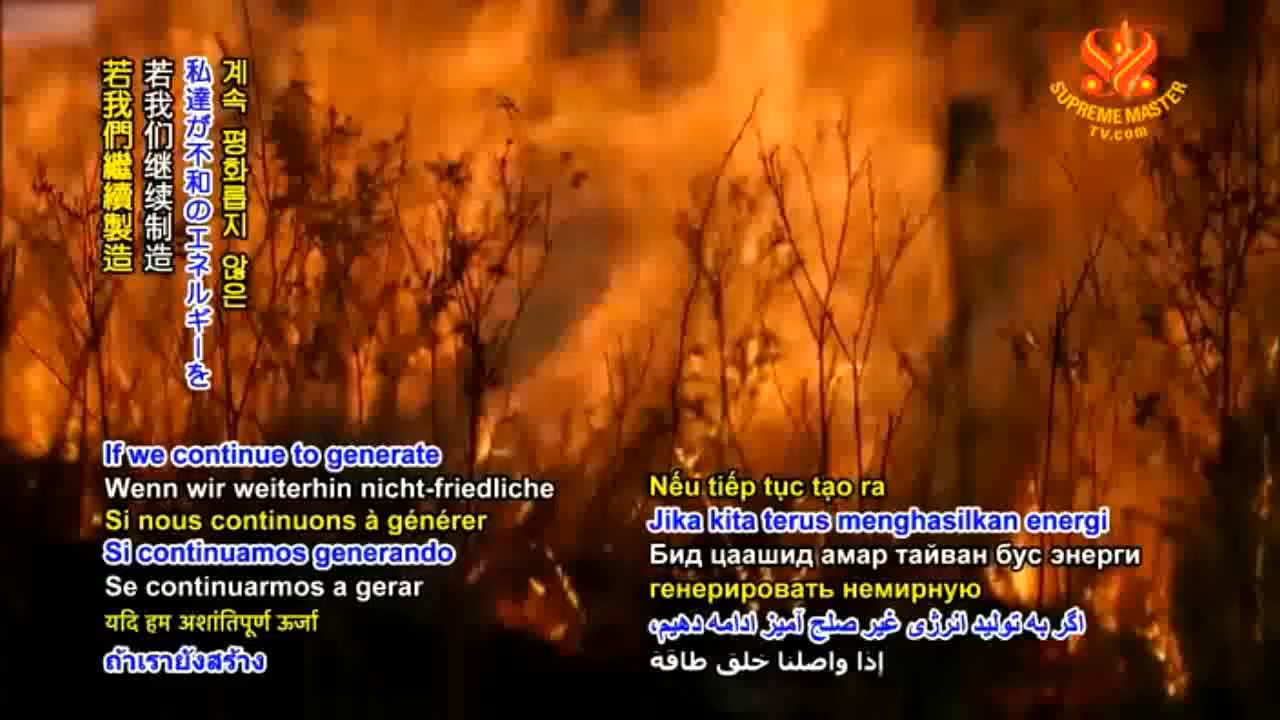 若我們繼續製造
若我们继续制造
私達が不和のエネルギーを
계속 평화롭지 않은
SUPREME MASTER
TV.com
If we continue to generate
Wenn wir weiterhin nicht-friedliche
Si nous continuons à générer
Si continuamos generando
Se continuarmos a gerar
यदि हम अशांतिपूर्ण ऊर्जा
ถ้าเรายังสร้าง
Nếu tiếp tục tạo ra
Jika kita terus menghasilkan energi
Бид цаашид амар тайван бус энерги
генерировать немирную
اگر به تولید انرژی غیر صلح آمیز ادامه دهیم،
إذا واصلنا خلق طاقة